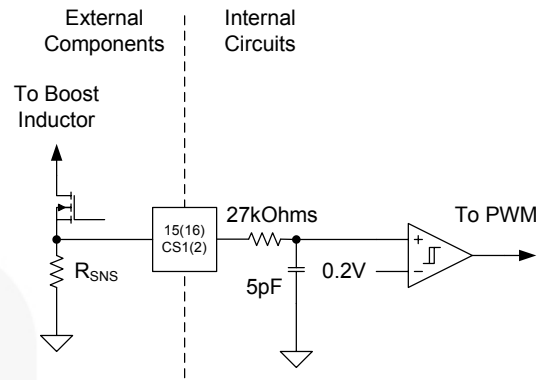 External
Components
Internal
Circuits
To Boost
Inductor
15(16)
CS1(2)
27kOhms
To PWM
+
0.2V
−
RSNS
5pF